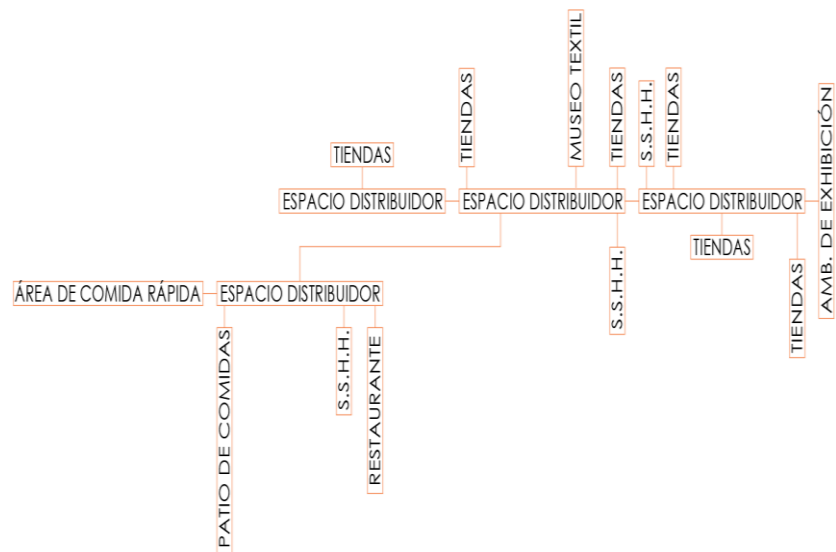 MUSEO TEXTIL
TIENDAS
TIENDAS
S.S.H.H.
TIENDAS
AMB. DE EXHIBICIÓN
TIENDAS
ESPACIO DISTRIBUIDOR
ESPACIO DISTRIBUIDOR
ESPACIO DISTRIBUIDOR
TIENDAS
S.S.H.H.
TIENDAS
ÁREA DE COMIDA RÁPIDA
ESPACIO DISTRIBUIDOR
PATIO DE COMIDAS
S.S.H.H.
RESTAURANTE